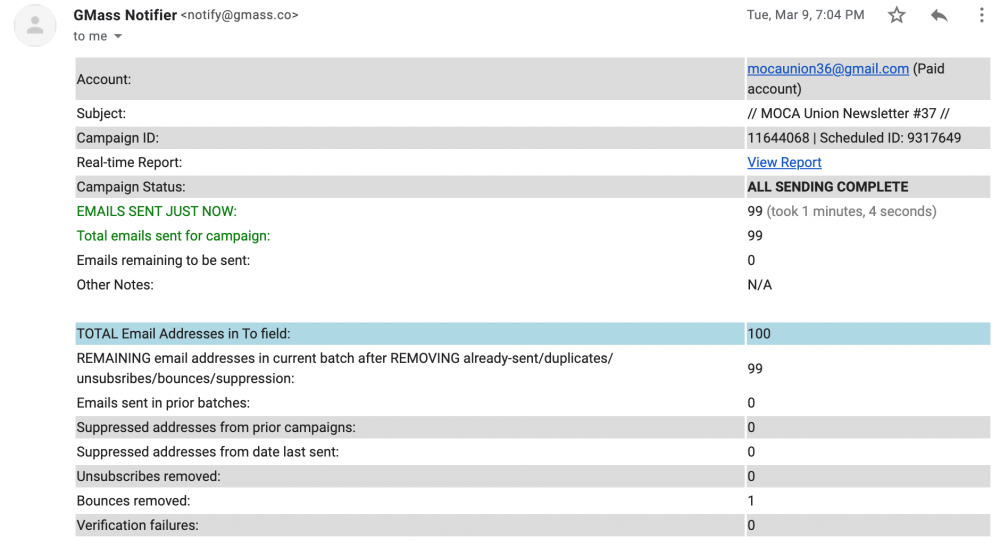 GMass Notifier <notify@gmass.co>
Tue, Mar 9, 7:04 PM
to me
Account:
mocaunion36@gmail.com (Paid
account)
Subject:
// MOCA Union Newsletter #37 //
Campaign ID:
11644068 | Scheduled ID: 9317649
Real-time Report:
View Report
Campaign Status:
ALL SENDING COMPLETE
EMAILS SENT JUST NOW:
99 (took 1 minutes, 4 seconds)
Total emails sent for campaign:
99
Emails remaining to be sent:
0
Other Notes:
N/A
TOTAL Email Addresses in To field:
100
REMAINING email addresses in current batch after REMOVING already-sent/duplicates/
unsubsribes/bounces/suppression:
99
Emails sent in prior batches:
0
Suppressed addresses from prior campaigns:
0
Suppressed addresses from date last sent:
0
Unsubscribes removed:
0
Bounces removed:
1
Verification failures:
0